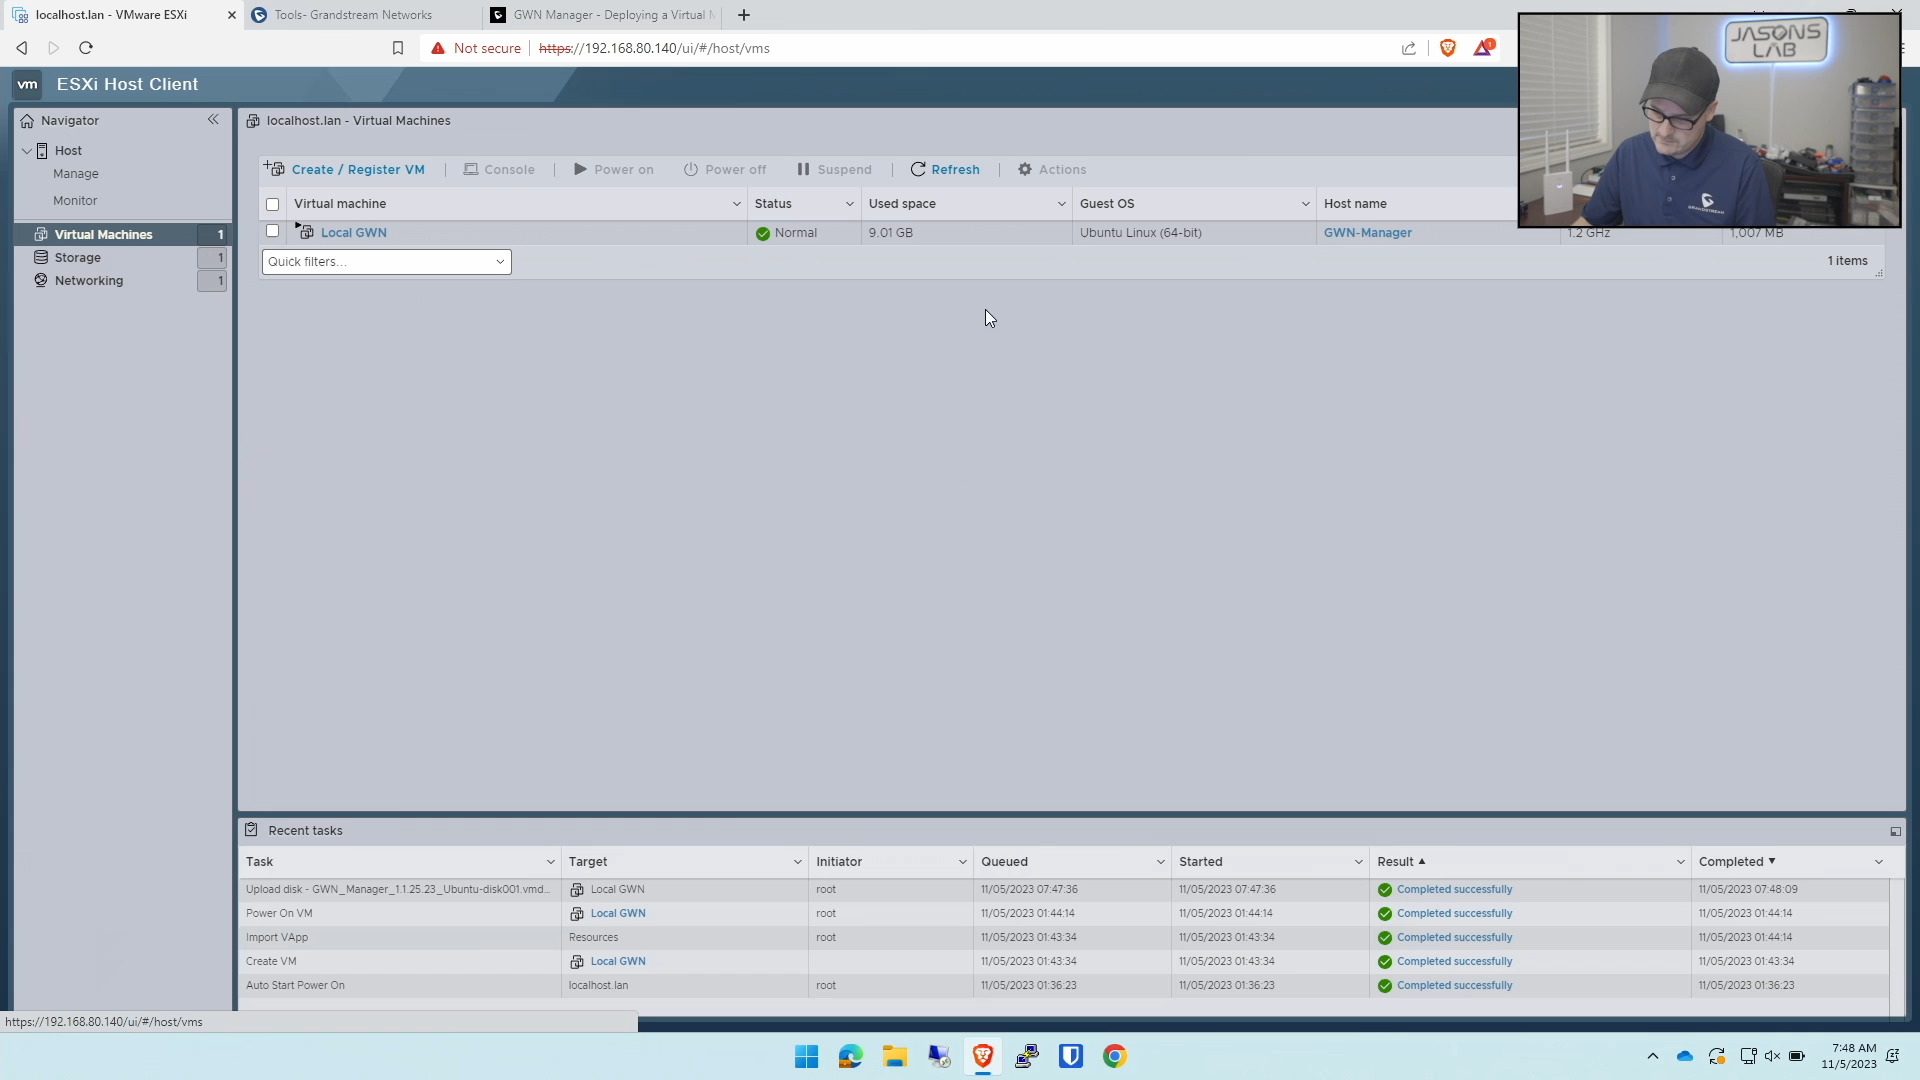 localhost.lan - VMware ESXi
Tools- Grandstream Networks
GWN Manager - Deploying a Virtual M
Not secure
https://192.168.80.140/ui/#/host/vms
1
vm
ESXi Host Client
JASONS
LAB
GRANDSTREAM
Navigator
Host
Manage
Monitor
Virtual Machines 1
Storage 1
Networking 1
localhost.lan - Virtual Machines
Create / Register VM
Console
Power on
Power off
Suspend
Refresh
Actions
Virtual machine Status Used space Guest OS Host name
Local GWN Normal 9.01 GB Ubuntu Linux (64-bit) GWN-Manager 1.2 GHz 1,007 MB
Quick filters...
1 items
Recent tasks
Task Target Initiator Queued Started Result Completed
Upload disk - GWN_Manager_1.1.25.23_Ubuntu-disk001.vmd... Local GWN root 11/05/2023 07:47:36 11/05/2023 07:47:36 Completed successfully 11/05/2023 07:48:09
Power On VM Local GWN root 11/05/2023 01:44:14 11/05/2023 01:44:14 Completed successfully 11/05/2023 01:44:14
Import VApp Resources root 11/05/2023 01:43:34 11/05/2023 01:43:34 Completed successfully 11/05/2023 01:44:14
Create VM Local GWN 11/05/2023 01:43:34 11/05/2023 01:43:34 Completed successfully 11/05/2023 01:43:34
Auto Start Power On localhost.lan root 11/05/2023 01:36:23 11/05/2023 01:36:23 Completed successfully 11/05/2023 01:36:23
https://192.168.80.140/ui/#/host/vms
7:48 AM
11/5/2023